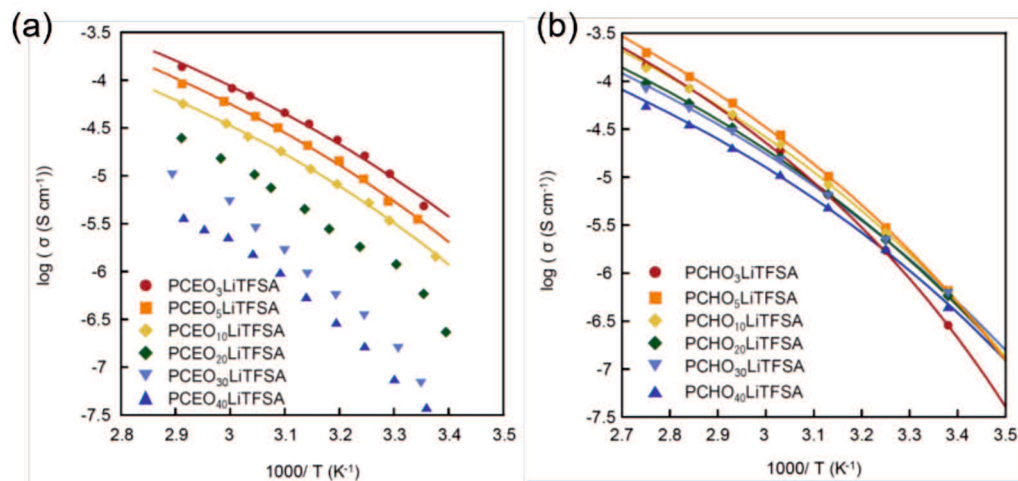 (a)
-3.5
-4
-4.5
-5
-5.5
-6
-6.5
-7
-7.5
log ( σ (S cm⁻¹))
PCEO₃LiTFSA
PCEO₅LiTFSA
PCEO₁₀LiTFSA
PCEO₂₀LiTFSA
PCEO₃₀LiTFSA
PCEO₄₀LiTFSA
2.8 2.9 3 3.1 3.2 3.3 3.4 3.5
1000/ T (K⁻¹)
(b)
-3.5
-4
-4.5
-5
-5.5
-6
-6.5
-7
-7.5
log ( σ (S cm⁻¹))
PCHO₃LiTFSA
PCHO₅LiTFSA
PCHO₁₀LiTFSA
PCHO₂₀LiTFSA
PCHO₃₀LiTFSA
PCHO₄₀LiTFSA
2.7 2.8 2.9 3 3.1 3.2 3.3 3.4 3.5
1000/ T (K⁻¹)